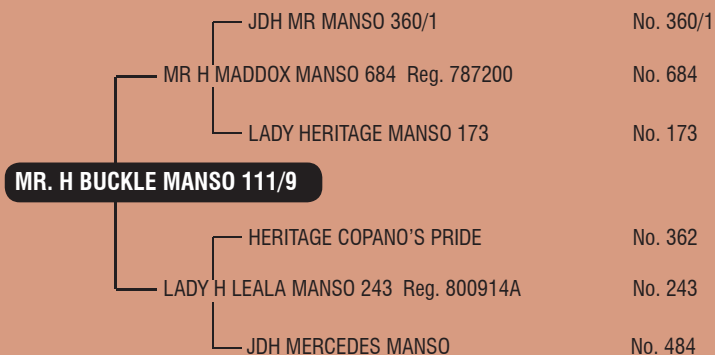 JDH MR MANSO 360/1 No. 360/1
MR H MADDOX MANSO 684 Reg. 787200 No. 684
LADY HERITAGE MANSO 173 No. 173
MR. H BUCKLE MANSO 111/9
HERITAGE COPANO’S PRIDE No. 362
LADY H LEALA MANSO 243 Reg. 800914A No. 243
JDH MERCEDES MANSO No. 484